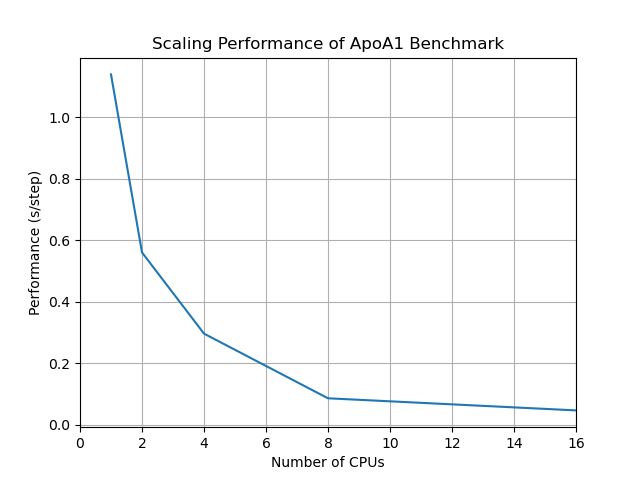 Scaling Performance of ApoA1 Benchmark
Performance (s/step)
1.0
0.8
0.6
0.4
0.2
0.0
0 2 4 6 8 10 12 14 16
Number of CPUs